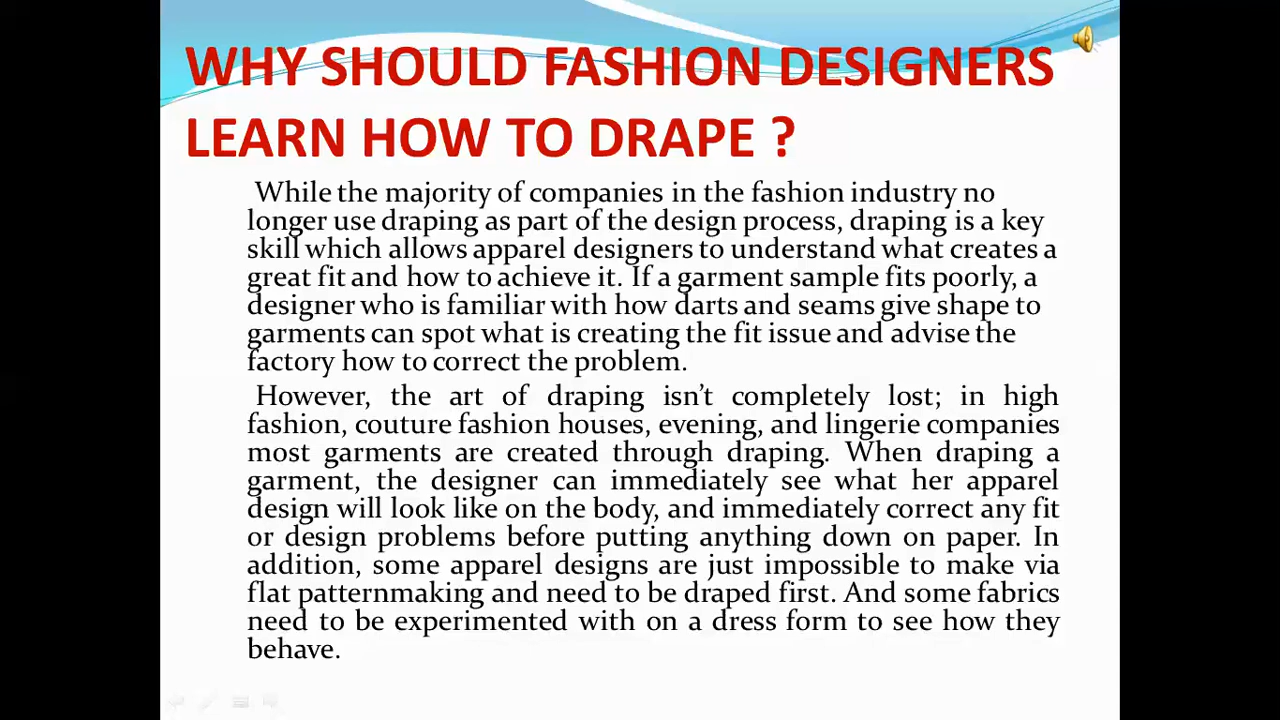 WHY SHOULD FASHION DESIGNERS
LEARN HOW TO DRAPE ?
While the majority of companies in the fashion industry no
longer use draping as part of the design process, draping is a key
skill which allows apparel designers to understand what creates a
great fit and how to achieve it. If a garment sample fits poorly, a
designer who is familiar with how darts and seams give shape to
garments can spot what is creating the fit issue and advise the
factory how to correct the problem.
However, the art of draping isn’t completely lost; in high
fashion, couture fashion houses, evening, and lingerie companies
most garments are created through draping. When draping a
garment, the designer can immediately see what her apparel
design will look like on the body, and immediately correct any fit
or design problems before putting anything down on paper. In
addition, some apparel designs are just impossible to make via
flat patternmaking and need to be draped first. And some fabrics
need to be experimented with on a dress form to see how they
behave.